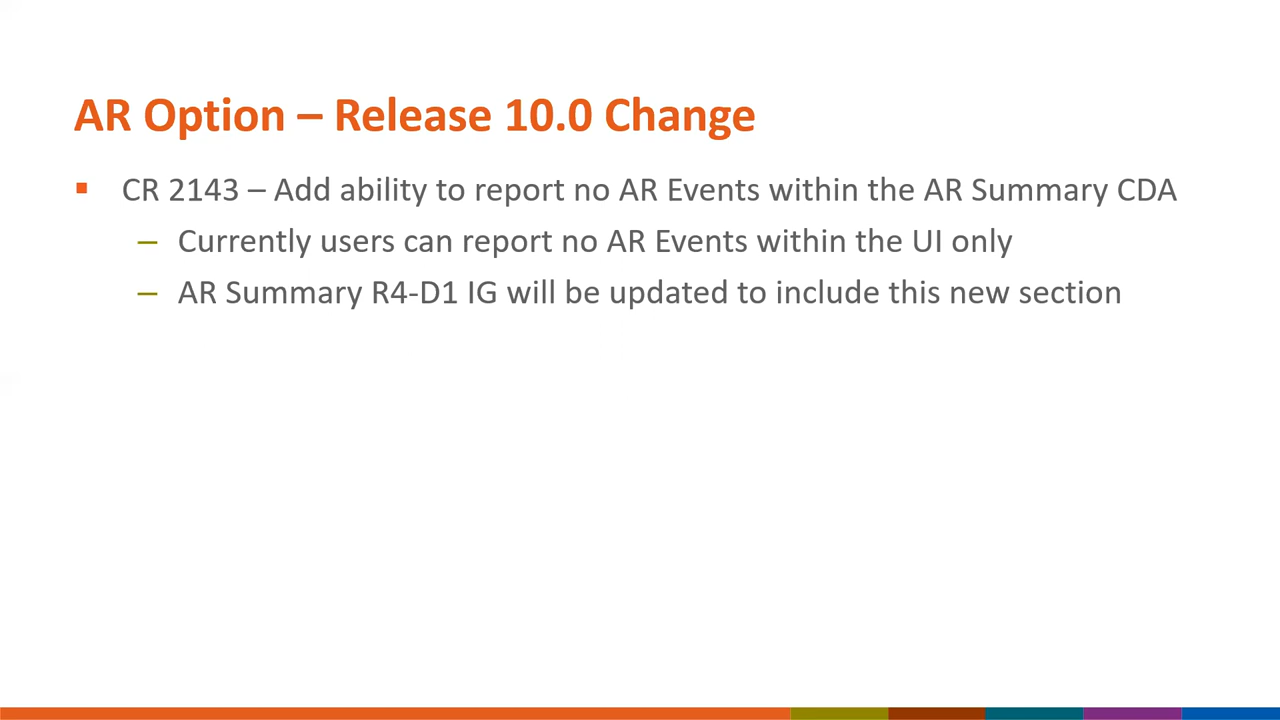 AR Option – Release 10.0 Change
▪ CR 2143 – Add ability to report no AR Events within the AR Summary CDA
– Currently users can report no AR Events within the UI only
– AR Summary R4-D1 IG will be updated to include this new section